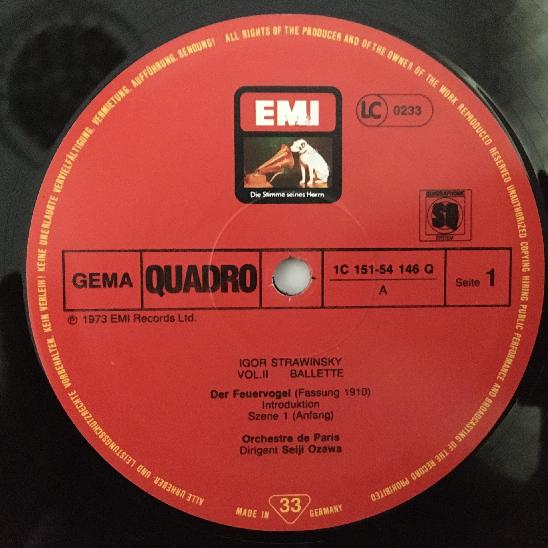 ALLE URHEBER UND LEISTUNGSSCHUTZRECHTE VORBEHALTEN. KEIN VERLEIH! KEINE UNERLAUBTE VERVIELFÄLTIGUNG, VERMIETUNG, AUFFÜHRUNG, SENDUNG! ALL RIGHTS OF THE PRODUCER AND OF THE OWNER OF THE WORK REPRODUCED RESERVED UNAUTHORIZED COPYING HIRING PUBLIC PERFORMANCE AND BROADCASTING OF THE RECORD PROHIBITED
EMI
Die Stimme seines Herrn
LC 0233
QUADRAPHONIC
SQ
SYSTEM
GEMA
QUADRO
1C 151-54 146 Q
A
Seite 1
℗ 1973 EMI Records Ltd.
IGOR STRAWINSKY
VOL.II BALLETTE
Der Feuervogel (Fassung 1910)
Introduktion
Szene 1 (Anfang)
Orchestre de Paris
Dirigent Seiji Ozawa
MADE IN 33 GERMANY